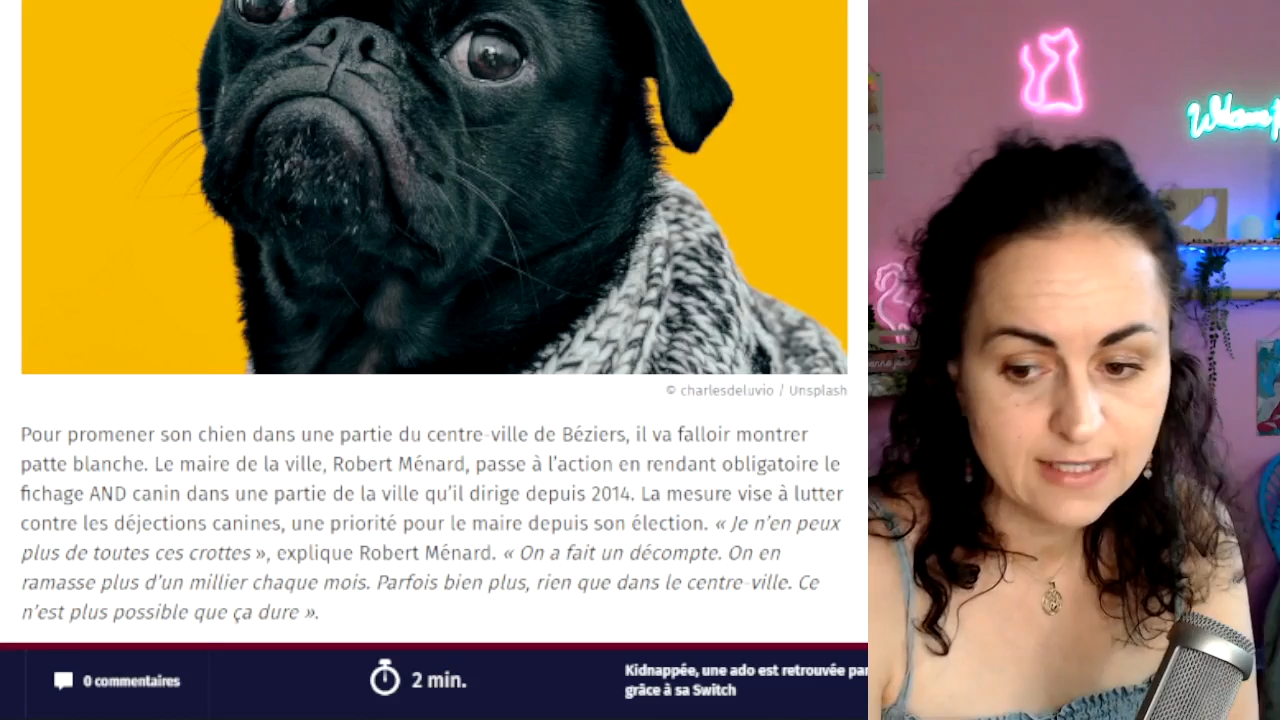 © charlesdeluvio / Unsplash
Pour promener son chien dans une partie du centre-ville de Béziers, il va falloir montrer
patte blanche. Le maire de la ville, Robert Ménard, passe à l’action en rendant obligatoire le
fichage AND canin dans une partie de la ville qu’il dirige depuis 2014. La mesure vise à lutter
contre les déjections canines, une priorité pour le maire depuis son élection. « Je n’en peux
plus de toutes ces crottes », explique Robert Ménard. « On a fait un décompte. On en
ramasse plus d’un millier chaque mois. Parfois bien plus, rien que dans le centre-ville. Ce
n’est plus possible que ça dure ».
0 commentaires
2 min.
Kidnappée, une ado est retrouvée
grâce à sa Switch